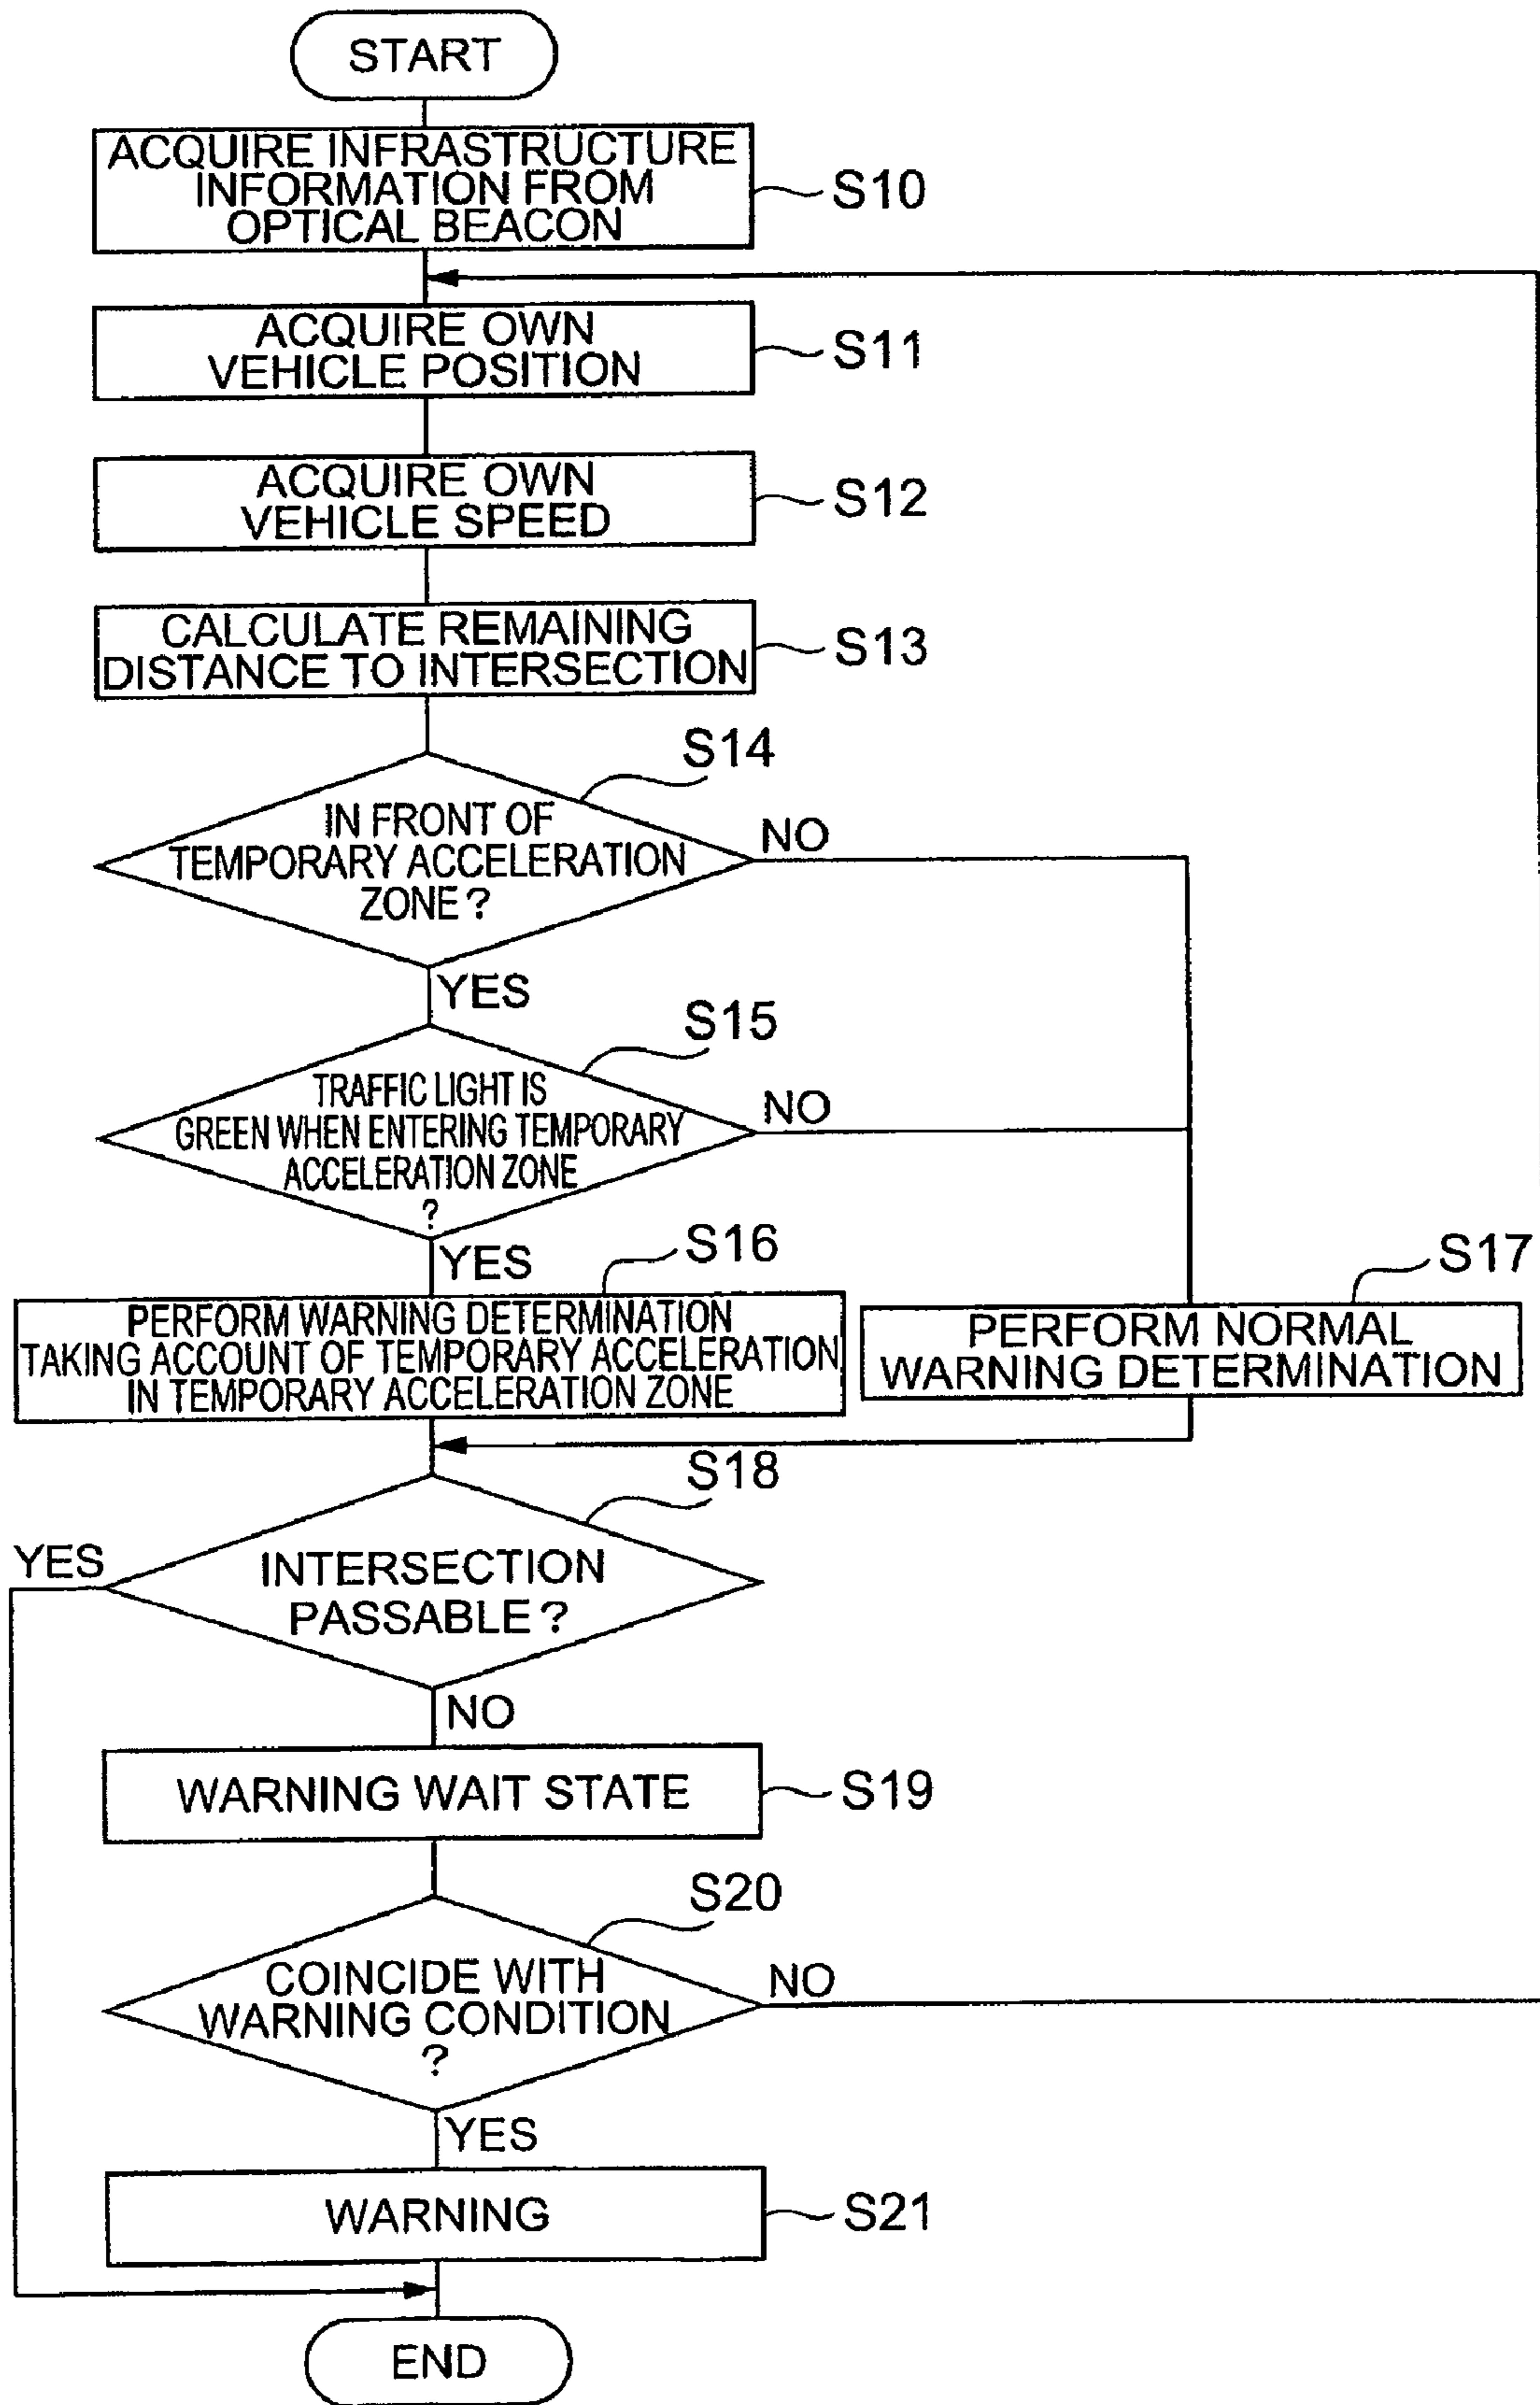 START
ACQUIRE INFRASTRUCTURE
INFORMATION FROM
OPTICAL BEACON
S10
ACQUIRE OWN
VEHICLE POSITION
S11
ACQUIRE OWN
VEHICLE SPEED
S12
CALCULATE REMAINING
DISTANCE TO INTERSECTION
S13
S14
IN FRONT OF
TEMPORARY ACCELERATION
ZONE?
NO
YES
S15
TRAFFIC LIGHT IS
GREEN WHEN ENTERING TEMPORARY
ACCELERATION ZONE
?
NO
YES
S16
PERFORM WARNING DETERMINATION
TAKING ACCOUNT OF TEMPORARY ACCELERATION
IN TEMPORARY ACCELERATION ZONE
S17
PERFORM NORMAL
WARNING DETERMINATION
S18
INTERSECTION
PASSABLE?
YES
NO
WARNING WAIT STATE
S19
S20
COINCIDE WITH
WARNING CONDITION
?
NO
YES
WARNING
S21
END